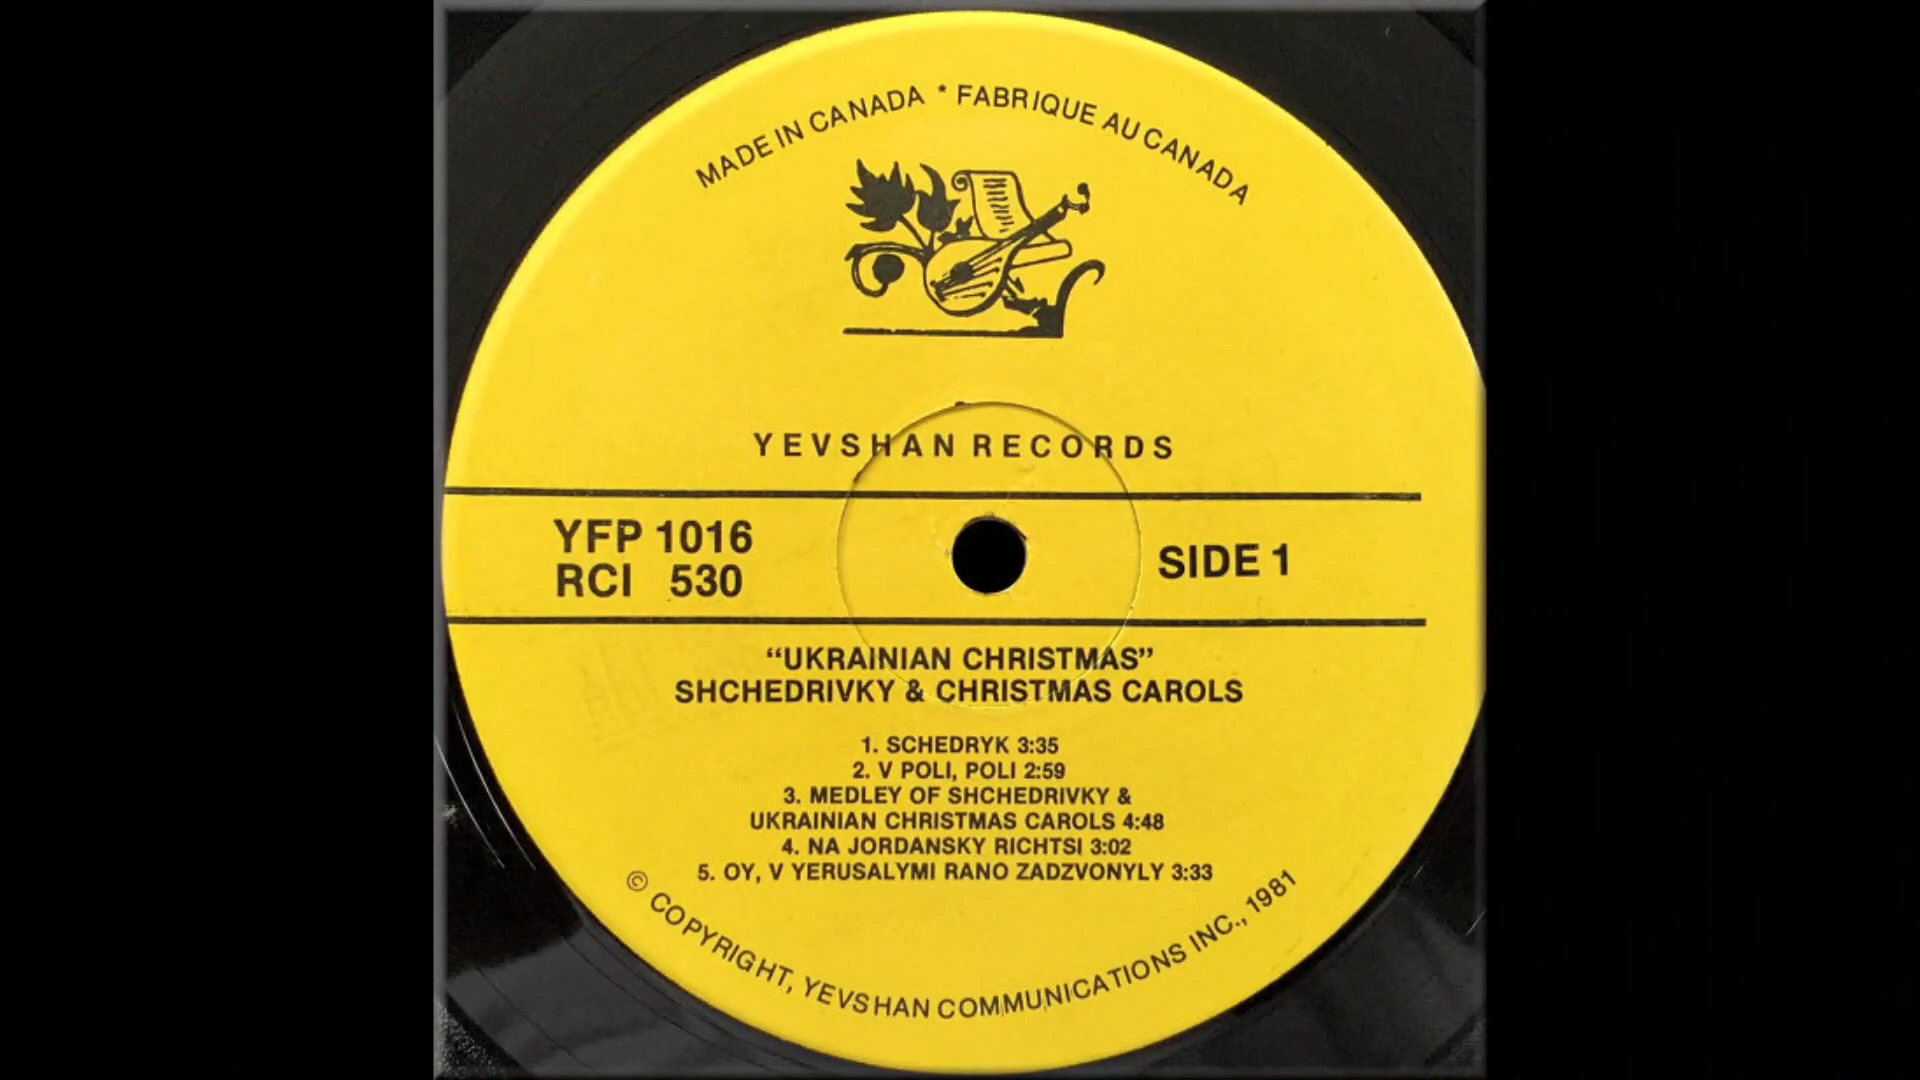 MADE IN CANADA * FABRIQUE AU CANADA
YEVSHAN RECORDS
YFP 1016
RCI 530
SIDE 1
“UKRAINIAN CHRISTMAS”
SHCHEDRIVKY & CHRISTMAS CAROLS
1. SCHEDRYK 3:35
2. V POLI, POLI 2:59
3. MEDLEY OF SHCHEDRIVKY &
UKRAINIAN CHRISTMAS CAROLS 4:48
4. NA JORDANSKY RICHTSI 3:02
5. OY, V YERUSALYMI RANO ZADZVONYLY 3:33
© COPYRIGHT, YEVSHAN COMMUNICATIONS INC., 1981